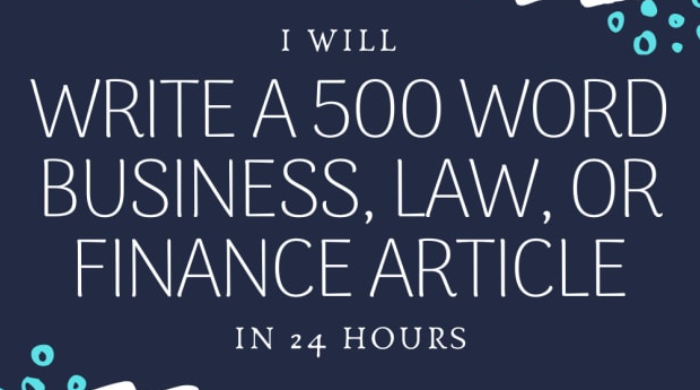 I WILL
WRITE A 500 WORD
BUSINESS, LAW, OR
FINANCE ARTICLE
IN 24 HOURS